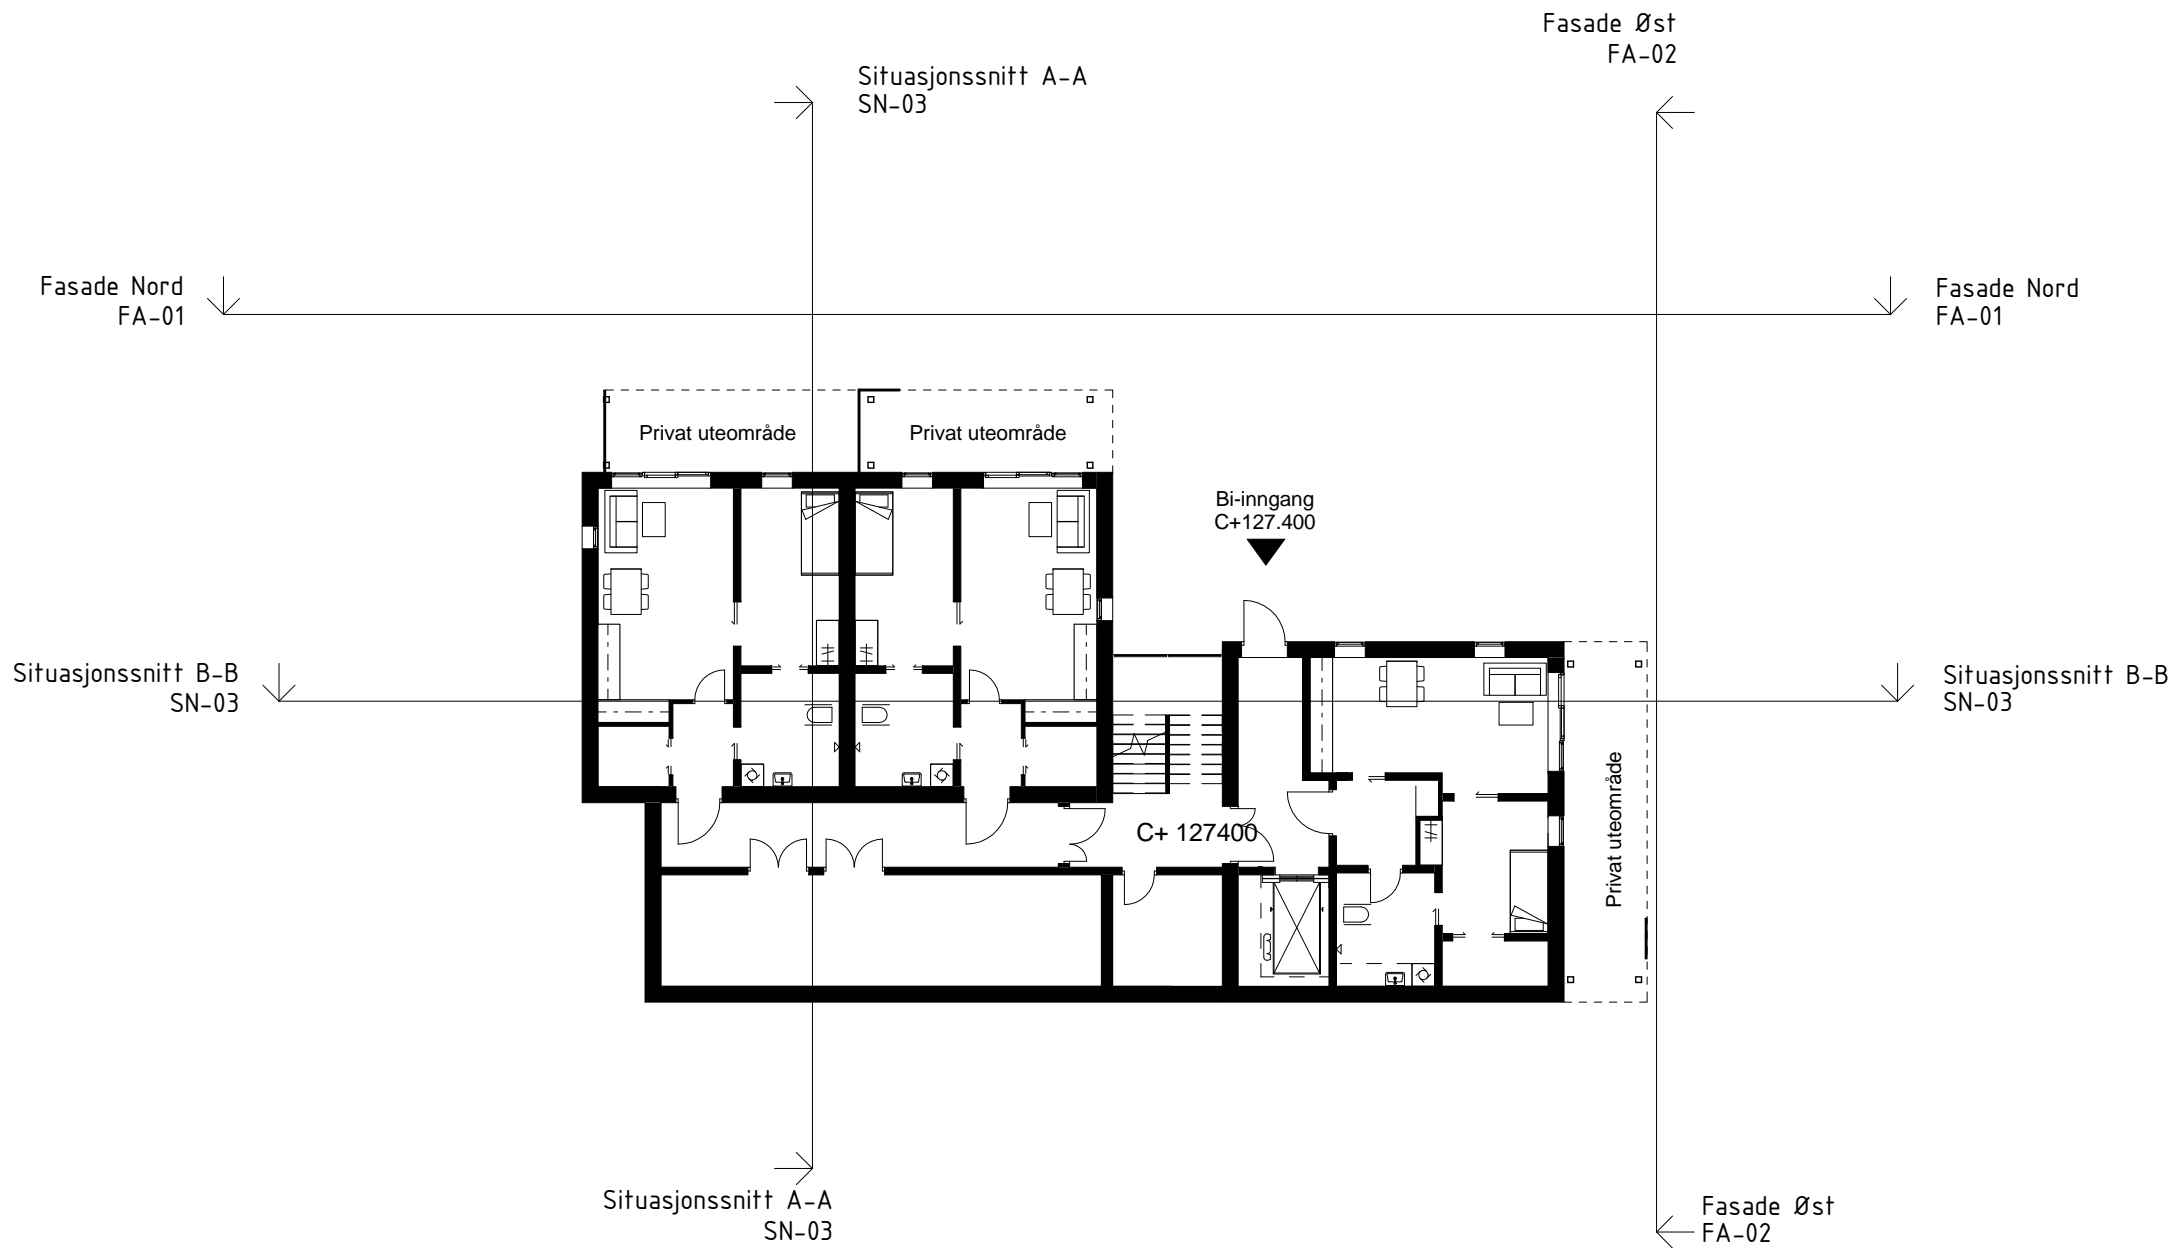 Fasade Øst
FA-02
Situasjonssnitt A-A
SN-03
Fasade Nord
FA-01
Fasade Nord
FA-01
Privat uteområde
Privat uteområde
Bi-inngang
C+127.400
Situasjonssnitt B-B
SN-03
Situasjonssnitt B-B
SN-03
C+ 127400
Privat uteområde
Situasjonssnitt A-A
SN-03
Fasade Øst
FA-02